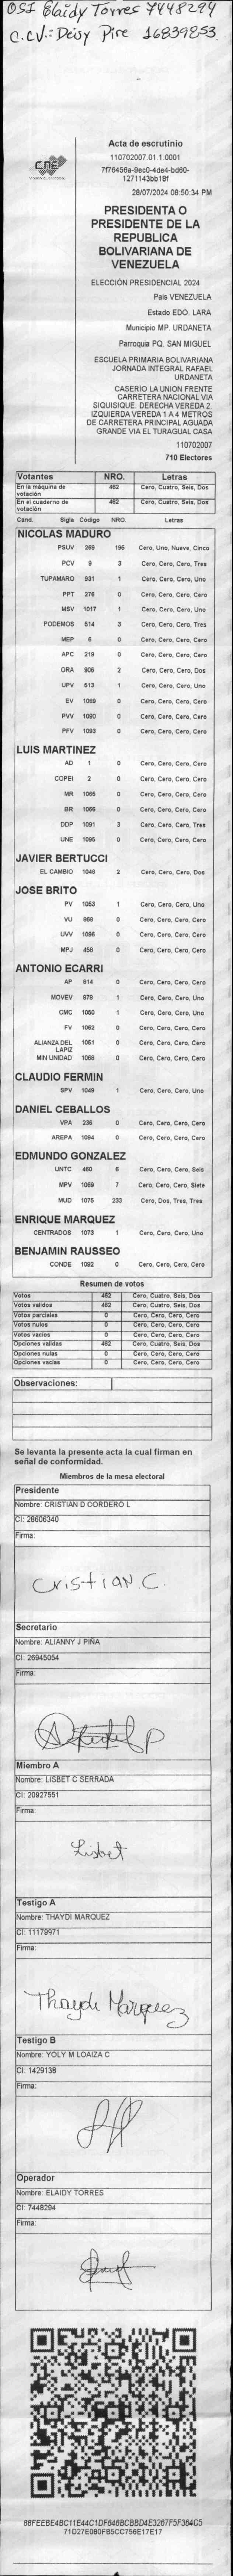 OSI Elaidy Torres 7448294
C.C.V.: Deisy Pire 16839853
CNE
Acta de escrutinio
110702007.01.1.0001
7f76456a-9ec0-4de4-bd60-
1271143bb18f
28/07/2024 08:50:34 PM
PRESIDENTA O
PRESIDENTE DE LA
REPUBLICA
BOLIVARIANA DE
VENEZUELA
ELECCIÓN PRESIDENCIAL 2024
Pais VENEZUELA
Estado EDO. LARA
Municipio MP. URDANETA
Parroquia PQ. SAN MIGUEL
ESCUELA PRIMARIA BOLIVARIANA
JORNADA INTEGRAL RAFAEL
URDANETA
CASERIO LA UNION FRENTE
CARRETERA NACIONAL VIA
SIQUISIQUE. DERECHA VEREDA 2.
IZQUIERDA VEREDA 1 A 4 METROS
DE CARRETERA PRINCIPAL AGUADA
GRANDE VIA EL TURAGUAL CASA
110702007
710 Electores
Votantes NRO. Letras
En la máquina de votación 462 Cero, Cuatro, Seis, Dos
En el cuaderno de votación 462 Cero, Cuatro, Seis, Dos
Cand. Sigla Código NRO. Letras
NICOLAS MADURO
PSUV 269 195 Cero, Uno, Nueve, Cinco
PCV 9 3 Cero, Cero, Cero, Tres
TUPAMARO 931 1 Cero, Cero, Cero, Uno
PPT 276 0 Cero, Cero, Cero, Cero
MSV 1017 1 Cero, Cero, Cero, Uno
PODEMOS 514 3 Cero, Cero, Cero, Tres
MEP 6 0 Cero, Cero, Cero, Cero
APC 219 0 Cero, Cero, Cero, Cero
ORA 906 2 Cero, Cero, Cero, Dos
UPV 613 1 Cero, Cero, Cero, Uno
EV 1069 0 Cero, Cero, Cero, Cero
PVV 1090 0 Cero, Cero, Cero, Cero
PFV 1093 0 Cero, Cero, Cero, Cero
LUIS MARTINEZ
AD 1 0 Cero, Cero, Cero, Cero
COPEI 2 0 Cero, Cero, Cero, Cero
MR 1055 0 Cero, Cero, Cero, Cero
BR 1066 0 Cero, Cero, Cero, Cero
DDP 1091 3 Cero, Cero, Cero, Tres
UNE 1095 0 Cero, Cero, Cero, Cero
JAVIER BERTUCCI
EL CAMBIO 1048 2 Cero, Cero, Cero, Dos
JOSE BRITO
PV 1053 1 Cero, Cero, Cero, Uno
VU 868 0 Cero, Cero, Cero, Cero
UVV 1096 0 Cero, Cero, Cero, Cero
MPJ 458 0 Cero, Cero, Cero, Cero
ANTONIO ECARRI
AP 814 0 Cero, Cero, Cero, Cero
MOVEV 878 1 Cero, Cero, Cero, Uno
CMC 1050 1 Cero, Cero, Cero, Uno
FV 1062 0 Cero, Cero, Cero, Cero
ALIANZA DEL LAPIZ 1051 0 Cero, Cero, Cero, Cero
MIN UNIDAD 1066 0 Cero, Cero, Cero, Cero
CLAUDIO FERMIN
SPV 1049 1 Cero, Cero, Cero, Uno
DANIEL CEBALLOS
VPA 236 0 Cero, Cero, Cero, Cero
AREPA 1094 0 Cero, Cero, Cero, Cero
EDMUNDO GONZALEZ
UNTC 460 6 Cero, Cero, Cero, Seis
MPV 1069 7 Cero, Cero, Cero, Siete
MUD 1075 233 Cero, Dos, Tres, Tres
ENRIQUE MARQUEZ
CENTRADOS 1073 1 Cero, Cero, Cero, Uno
BENJAMIN RAUSSEO
CONDE 1092 0 Cero, Cero, Cero, Cero
Resumen de votos
Votos 462 Cero, Cuatro, Seis, Dos
Votos validos 462 Cero, Cuatro, Seis, Dos
Votos parciales 0 Cero, Cero, Cero, Cero
Votos nulos 0 Cero, Cero, Cero, Cero
Votos vacios 0 Cero, Cero, Cero, Cero
Opciones validas 462 Cero, Cuatro, Seis, Dos
Opciones nulas 0 Cero, Cero, Cero, Cero
Opciones vacias 0 Cero, Cero, Cero, Cero
Observaciones:
Se levanta la presente acta la cual firman en
señal de conformidad.
Miembros de la mesa electoral
Presidente
Nombre: CRISTIAN D CORDERO L
CI: 28606340
Firma:
Cristian C.
Secretario
Nombre: ALIANNY J PIÑA
CI: 26945054
Firma:
Miembro A
Nombre: LISBET C SERRADA
CI: 20927551
Firma:
Lisbet
Testigo A
Nombre: THAYDI MARQUEZ
CI: 11179971
Firma:
Thaydi Marquez
Testigo B
Nombre: YOLY M LOAIZA C
CI: 1429138
Firma:
Operador
Nombre: ELAIDY TORRES
CI: 7448294
Firma:
88FEEBE4BC11E44C1DF646BCBBD4E3267F5F364C5
71D27E080FB5CC756E17E17